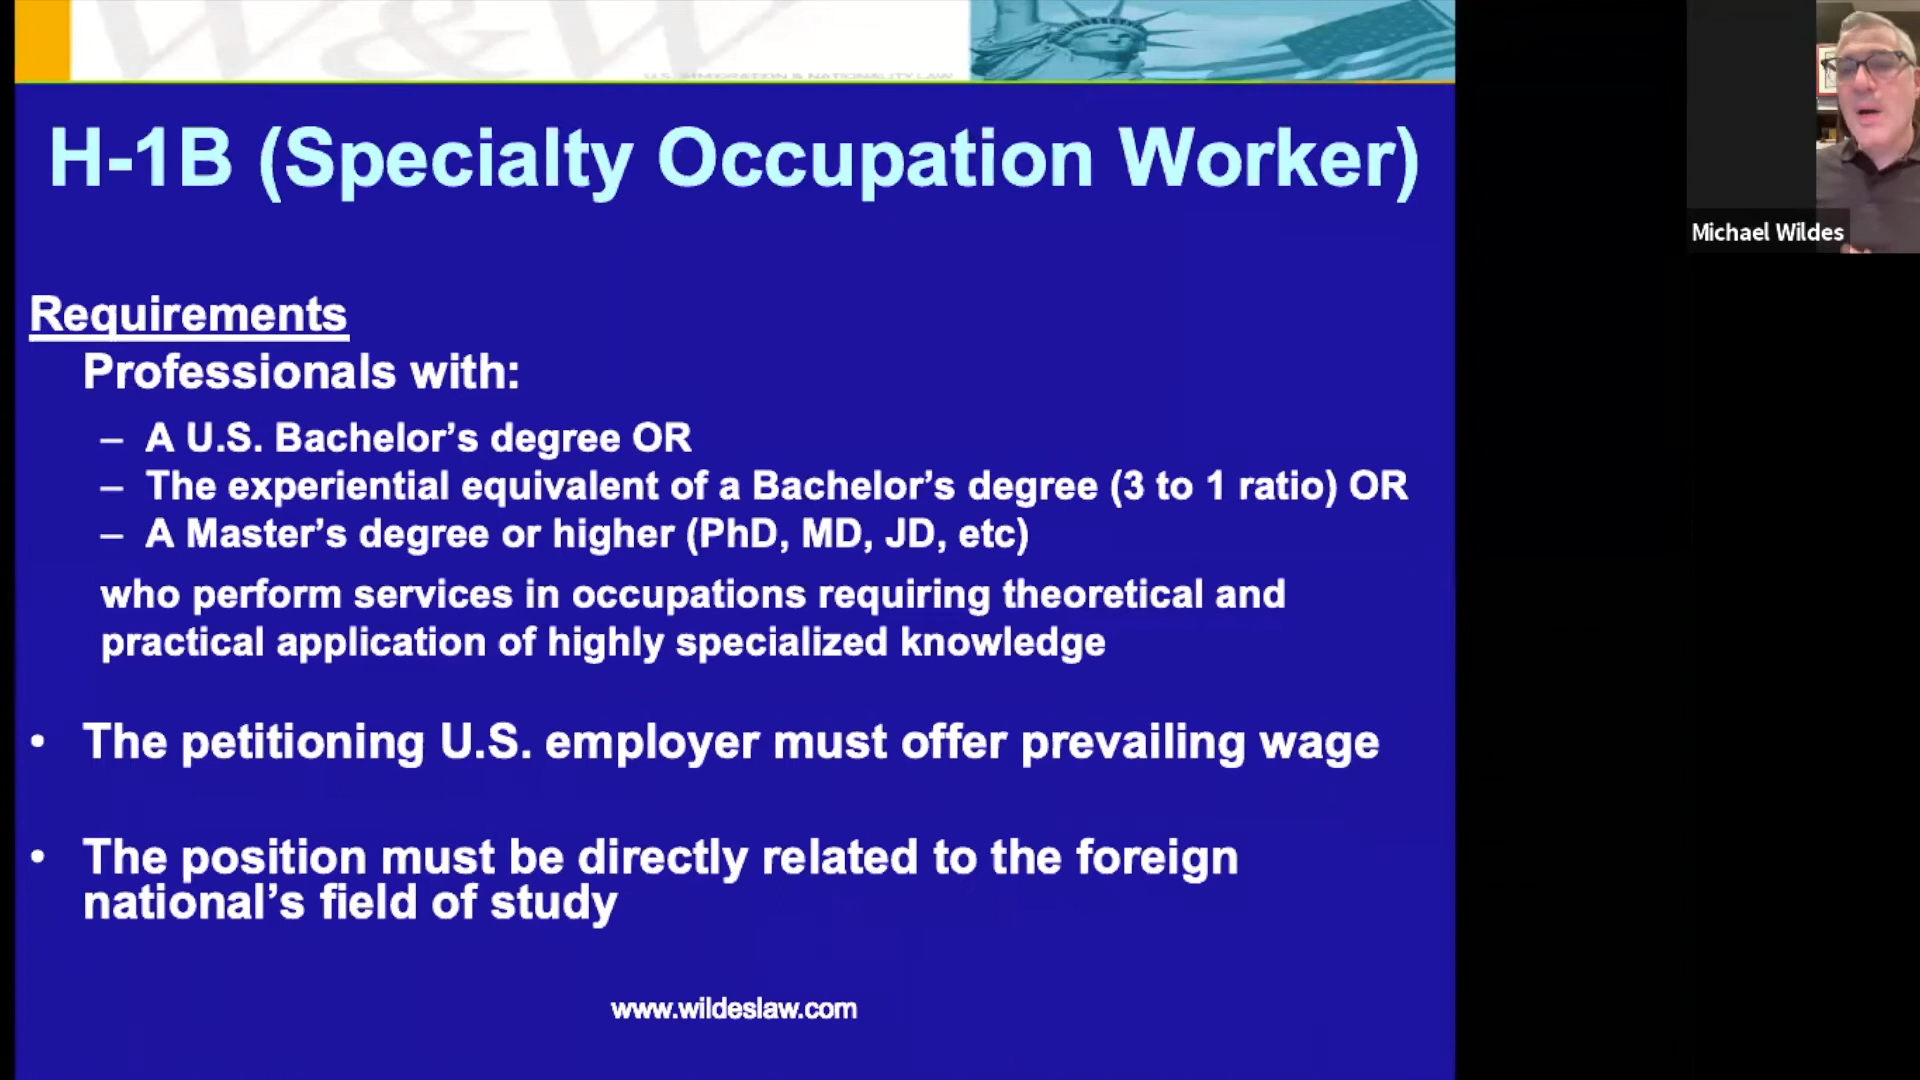 W&W
U.S. IMMIGRATION & NATIONALITY LAW
H-1B (Specialty Occupation Worker)
Michael Wildes
Requirements
Professionals with:
– A U.S. Bachelor’s degree OR
– The experiential equivalent of a Bachelor’s degree (3 to 1 ratio) OR
– A Master’s degree or higher (PhD, MD, JD, etc)
who perform services in occupations requiring theoretical and
practical application of highly specialized knowledge
• The petitioning U.S. employer must offer prevailing wage
• The position must be directly related to the foreign
national’s field of study
www.wildeslaw.com